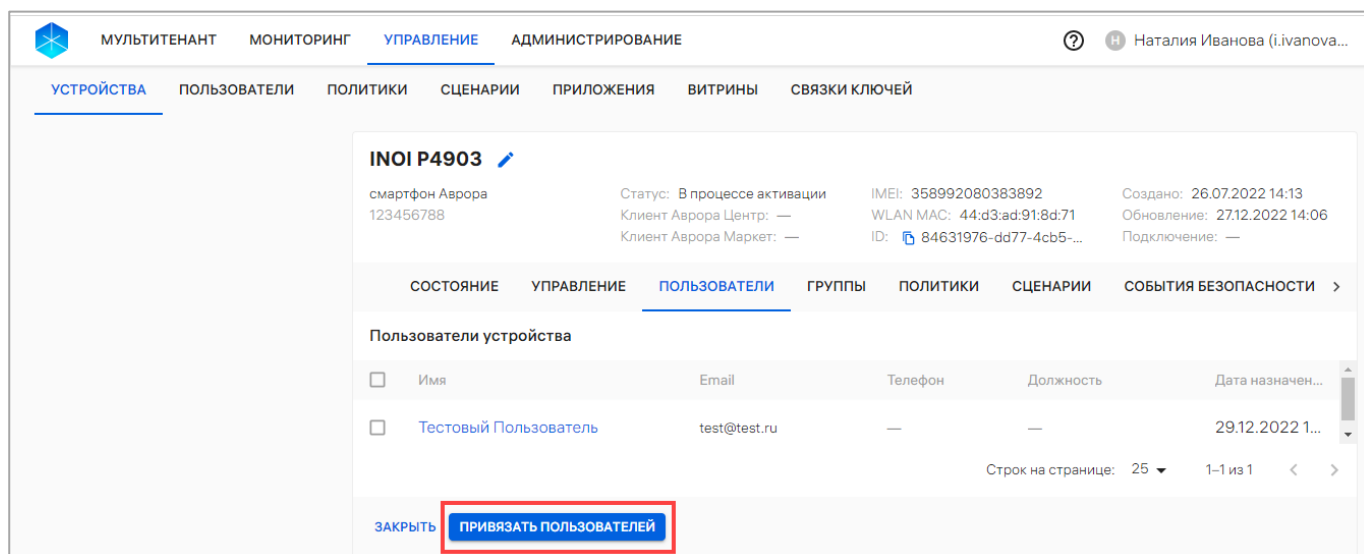 МУЛЬТИТЕНАНТ МОНИТОРИНГ УПРАВЛЕНИЕ АДМИНИСТРИРОВАНИЕ ? Н Наталия Иванова (i.ivanova...
УСТРОЙСТВА ПОЛЬЗОВАТЕЛИ ПОЛИТИКИ СЦЕНАРИИ ПРИЛОЖЕНИЯ ВИТРИНЫ СВЯЗКИ КЛЮЧЕЙ
INOI P4903
смартфон Аврора Статус: В процессе активации IMEI: 358992080383892 Создано: 26.07.2022 14:13
123456788 Клиент Аврора Центр: — WLAN MAC: 44:d3:ad:91:8d:71 Обновление: 27.12.2022 14:06
Клиент Аврора Маркет: — ID: 84631976-dd77-4cb5-... Подключение: —
СОСТОЯНИЕ УПРАВЛЕНИЕ ПОЛЬЗОВАТЕЛИ ГРУППЫ ПОЛИТИКИ СЦЕНАРИИ СОБЫТИЯ БЕЗОПАСНОСТИ >
Пользователи устройства
Имя Email Телефон Должность Дата назначен...
Тестовый Пользователь test@test.ru — — 29.12.2022 1...
Строк на странице: 25 1–1 из 1 < >
ЗАКРЫТЬ ПРИВЯЗАТЬ ПОЛЬЗОВАТЕЛЕЙ